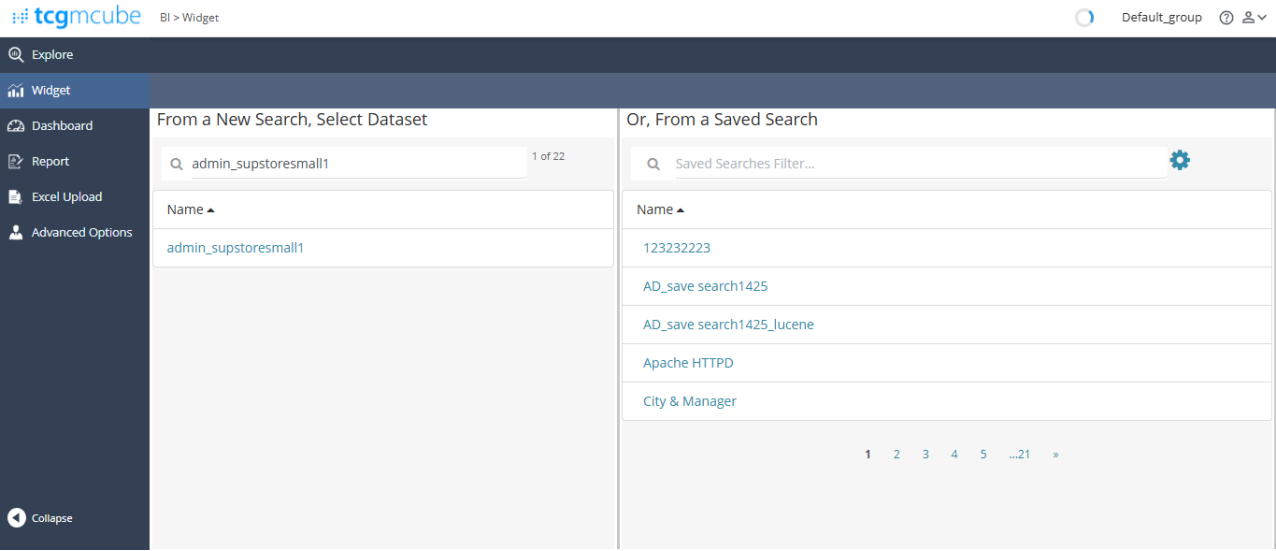 tcgmcube
BI > Widget
Default_group
Explore
Widget
Dashboard
Report
Excel Upload
Advanced Options
Collapse
From a New Search, Select Dataset
admin_supstoresmall1
1 of 22
Name
admin_supstoresmall1
Or, From a Saved Search
Saved Searches Filter...
Name
123232223
AD_save search1425
AD_save search1425_lucene
Apache HTTPD
City & Manager
1 2 3 4 5 ...21 »